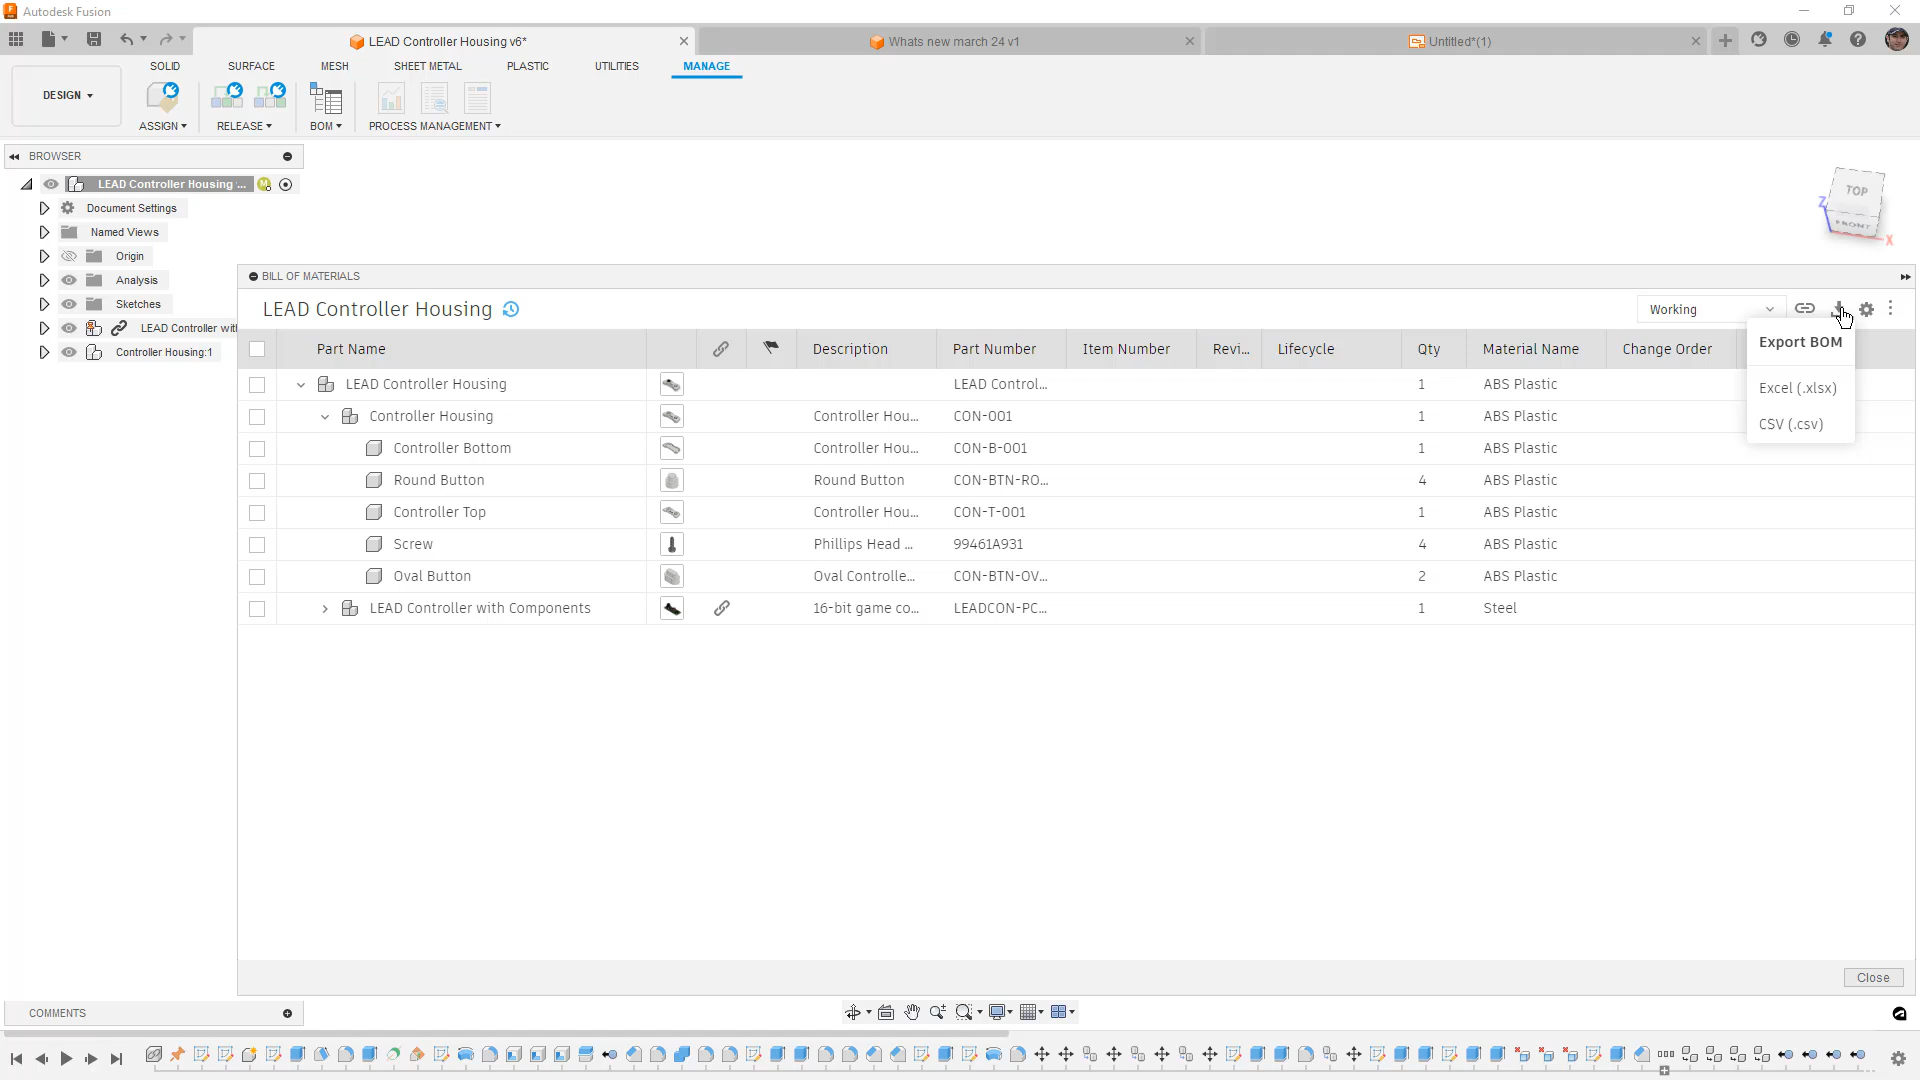 Autodesk Fusion
LEAD Controller Housing v6*
Whats new march 24 v1
Untitled*(1)
SOLID
SURFACE
MESH
SHEET METAL
PLASTIC
UTILITIES
MANAGE
DESIGN
ASSIGN
RELEASE
BOM
PROCESS MANAGEMENT
BROWSER
LEAD Controller Housing ...
M
Document Settings
Named Views
Origin
Analysis
Sketches
LEAD Controller wit
Controller Housing:1
TOP
FRONT
Z
X
BILL OF MATERIALS
LEAD Controller Housing
Working
Export BOM
Excel (.xlsx)
CSV (.csv)
Part Name Description Part Number Item Number Revi... Lifecycle Qty Material Name Change Order
LEAD Controller Housing LEAD Control... 1 ABS Plastic
Controller Housing Controller Hou... CON-001 1 ABS Plastic
Controller Bottom Controller Hou... CON-B-001 1 ABS Plastic
Round Button Round Button CON-BTN-RO... 4 ABS Plastic
Controller Top Controller Hou... CON-T-001 1 ABS Plastic
Screw Phillips Head ... 99461A931 4 ABS Plastic
Oval Button Oval Controlle... CON-BTN-OV... 2 ABS Plastic
LEAD Controller with Components 16-bit game co... LEADCON-PC... 1 Steel
Close
COMMENTS